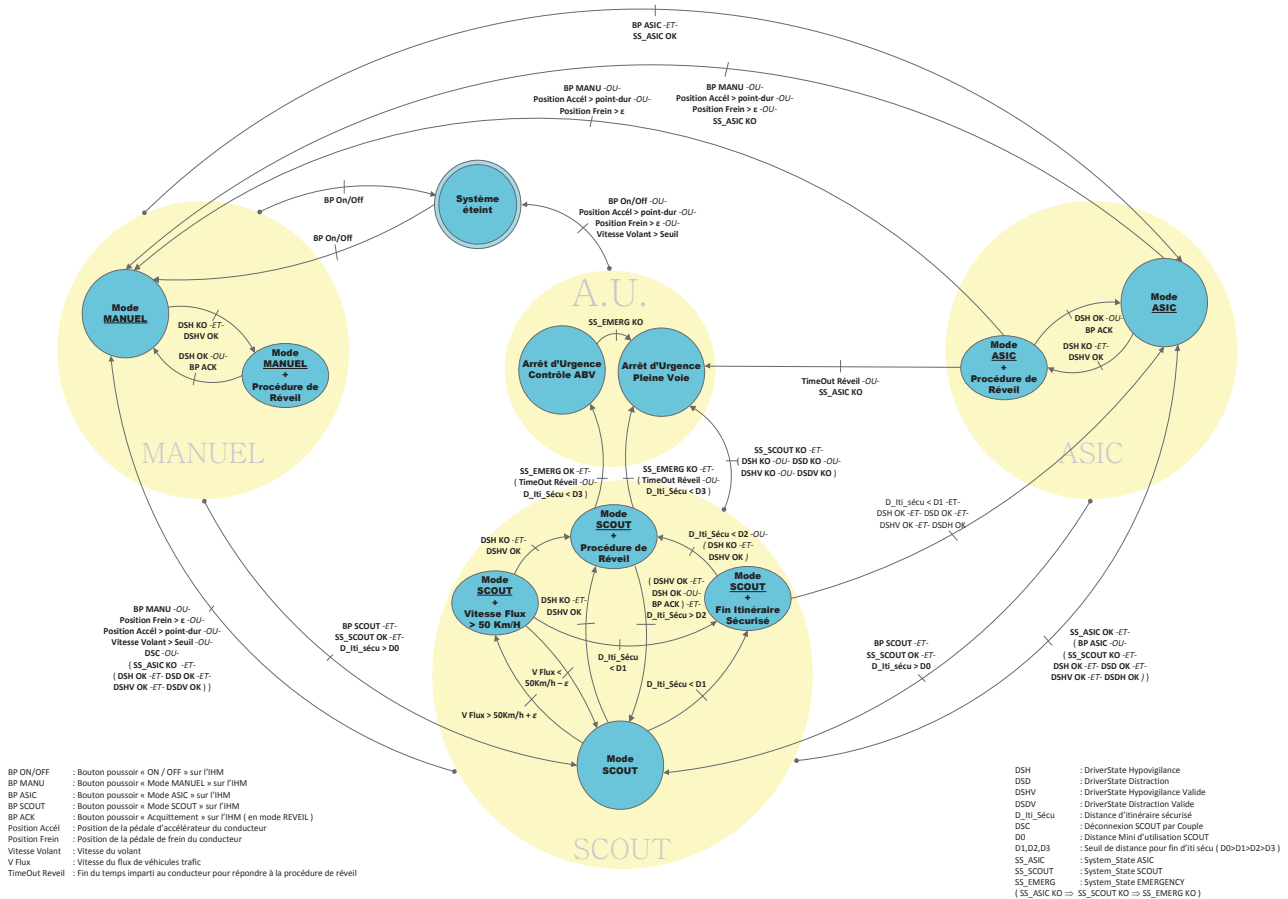 BP ASIC -ET-
SS_ASIC OK
BP MANU -OU-
Position Accél > point-dur -OU-
Position Frein > ε
BP MANU -OU-
Position Accél > point-dur -OU-
Position Frein > ε -OU-
SS_ASIC KO
BP On/Off
Système
éteint
BP On/Off -OU-
Position Accél > point-dur -OU-
Position Frein > ε -OU-
Vitesse Volant > Seuil
BP On/Off
A.U.
Mode
MANUEL
DSH KO -ET-
DSHV OK
DSH OK -OU-
BP ACK
Mode
MANUEL
+
Procédure de
Réveil
MANUEL
SS_EMERG KO
Arrêt d'Urgence
Contrôle ABV
Arrêt d'Urgence
Pleine Voie
TimeOut Réveil -OU-
SS_ASIC KO
Mode
ASIC
DSH OK -OU-
BP ACK
DSH KO -ET-
DSHV OK
Mode
ASIC
+
Procédure de
Réveil
ASIC
SS_EMERG OK -ET-
( TimeOut Réveil -OU-
D_Iti_Sécu < D3 )
SS_EMERG KO -ET-
( TimeOut Réveil -OU-
D_Iti_Sécu < D3 )
SS_SCOUT KO -ET-
( DSH KO -OU- DSD KO -OU-
DSHV KO -OU- DSDV KO )
D_Iti_sécu < D1 -ET-
DSH OK -ET- DSD OK -ET-
DSHV OK -ET- DSDH OK
DSH KO -ET-
DSHV OK
Mode
SCOUT
+
Procédure de
Réveil
D_Iti_Sécu < D2 -OU-
( DSH KO -ET-
DSHV OK )
Mode
SCOUT
+
Vitesse Flux
> 50 Km/H
DSH KO -ET-
DSHV OK
( DSHV OK -ET-
DSH OK -OU-
BP ACK ) -ET-
D_Iti_Sécu > D2
Mode
SCOUT
+
Fin Itinéraire
Sécurisé
D_Iti_Sécu
< D1
V Flux <
50Km/h – ε
D_Iti_Sécu < D1
V Flux > 50Km/h + ε
Mode
SCOUT
SCOUT
BP MANU -OU-
Position Frein > ε -OU-
Position Accél > point-dur -OU-
Vitesse Volant > Seuil -OU-
DSC -OU-
( SS_ASIC KO -ET-
( DSH OK -ET- DSD OK -ET-
DSHV OK -ET- DSDV OK ) )
BP SCOUT -ET-
SS_SCOUT OK -ET-
D_Iti_sécu > D0
BP SCOUT -ET-
SS_SCOUT OK -ET-
D_Iti_sécu > D0
SS_ASIC OK -ET-
( BP ASIC -OU-
( SS_SCOUT KO -ET-
DSH OK -ET- DSD OK -ET-
DSHV OK -ET- DSDH OK ) )
BP ON/OFF : Bouton poussoir « ON / OFF » sur l'IHM
BP MANU : Bouton poussoir « Mode MANUEL » sur l'IHM
BP ASIC : Bouton poussoir « Mode ASIC » sur l'IHM
BP SCOUT : Bouton poussoir « Mode SCOUT » sur l'IHM
BP ACK : Bouton poussoir « Acquittement » sur l'IHM ( en mode REVEIL )
Position Accél : Position de la pédale d'accélérateur du conducteur
Position Frein : Position de la pédale de frein du conducteur
Vitesse Volant : Vitesse du volant
V Flux : Vitesse du flux de véhicules trafic
TimeOut Reveil : Fin du temps imparti au conducteur pour répondre à la procédure de réveil
DSH : DriverState Hypovigilance
DSD : DriverState Distraction
DSHV : DriverState Hypovigilance Valide
DSDV : DriverState Distraction Valide
D_Iti_Sécu : Distance d'itinéraire sécurisé
DSC : Déconnexion SCOUT par Couple
D0 : Distance Mini d'utilisation SCOUT
D1,D2,D3 : Seuil de distance pour fin d'iti sécu ( D0>D1>D2>D3 )
SS_ASIC : System_State ASIC
SS_SCOUT : System_State SCOUT
SS_EMERG : System_State EMERGENCY
( SS_ASIC KO ⇒ SS_SCOUT KO ⇒ SS_EMERG KO )